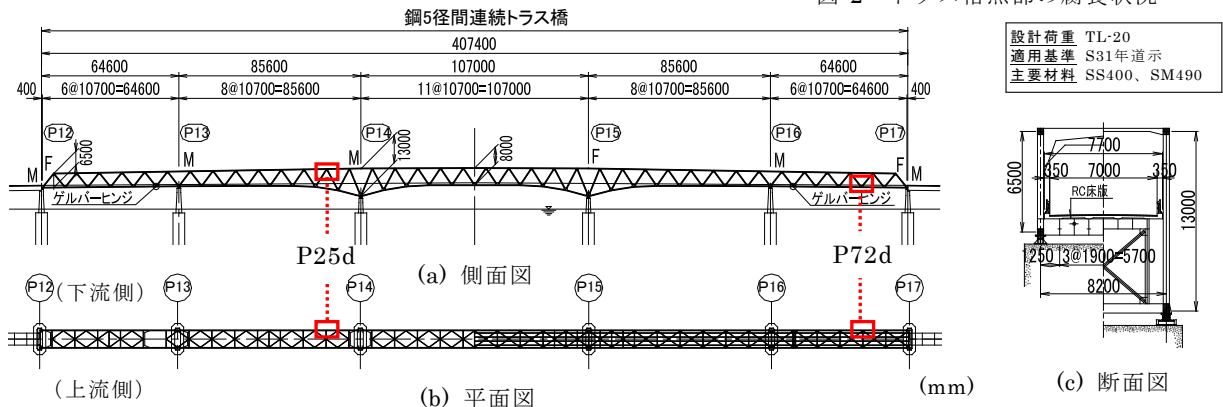 図 2 トラス格点部の腐食状況
鋼5径間連続トラス橋
407400
64600 85600 107000 85600 64600
400 6@10700=64600 8@10700=85600 11@10700=107000 8@10700=85600 6@10700=64600 400
P12 P13 P14 P15 P16 P17
M F 6500 M M 13000 8000 F M F M
ゲルバーヒンジ ゲルバーヒンジ
P25d P72d
(a) 側面図
P12 (下流側) P13 P14 P15 P16 P17
(上流側)
(b) 平面図
(mm)
設計荷重 TL-20
適用基準 S31年道示
主要材料 SS400、SM490
7700
350 7000 350
6500
RC床版
13000
1250 3@1900=5700
8200
(c) 断面図